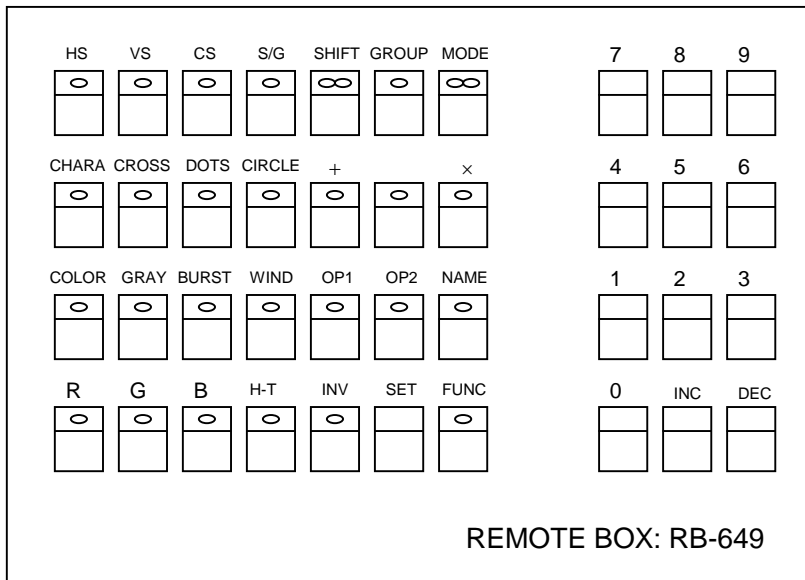 HS VS CS S/G SHIFT GROUP MODE 7 8 9
CHARA CROSS DOTS CIRCLE + × 4 5 6
COLOR GRAY BURST WIND OP1 OP2 NAME 1 2 3
R G B H-T INV SET FUNC 0 INC DEC
REMOTE BOX: RB-649